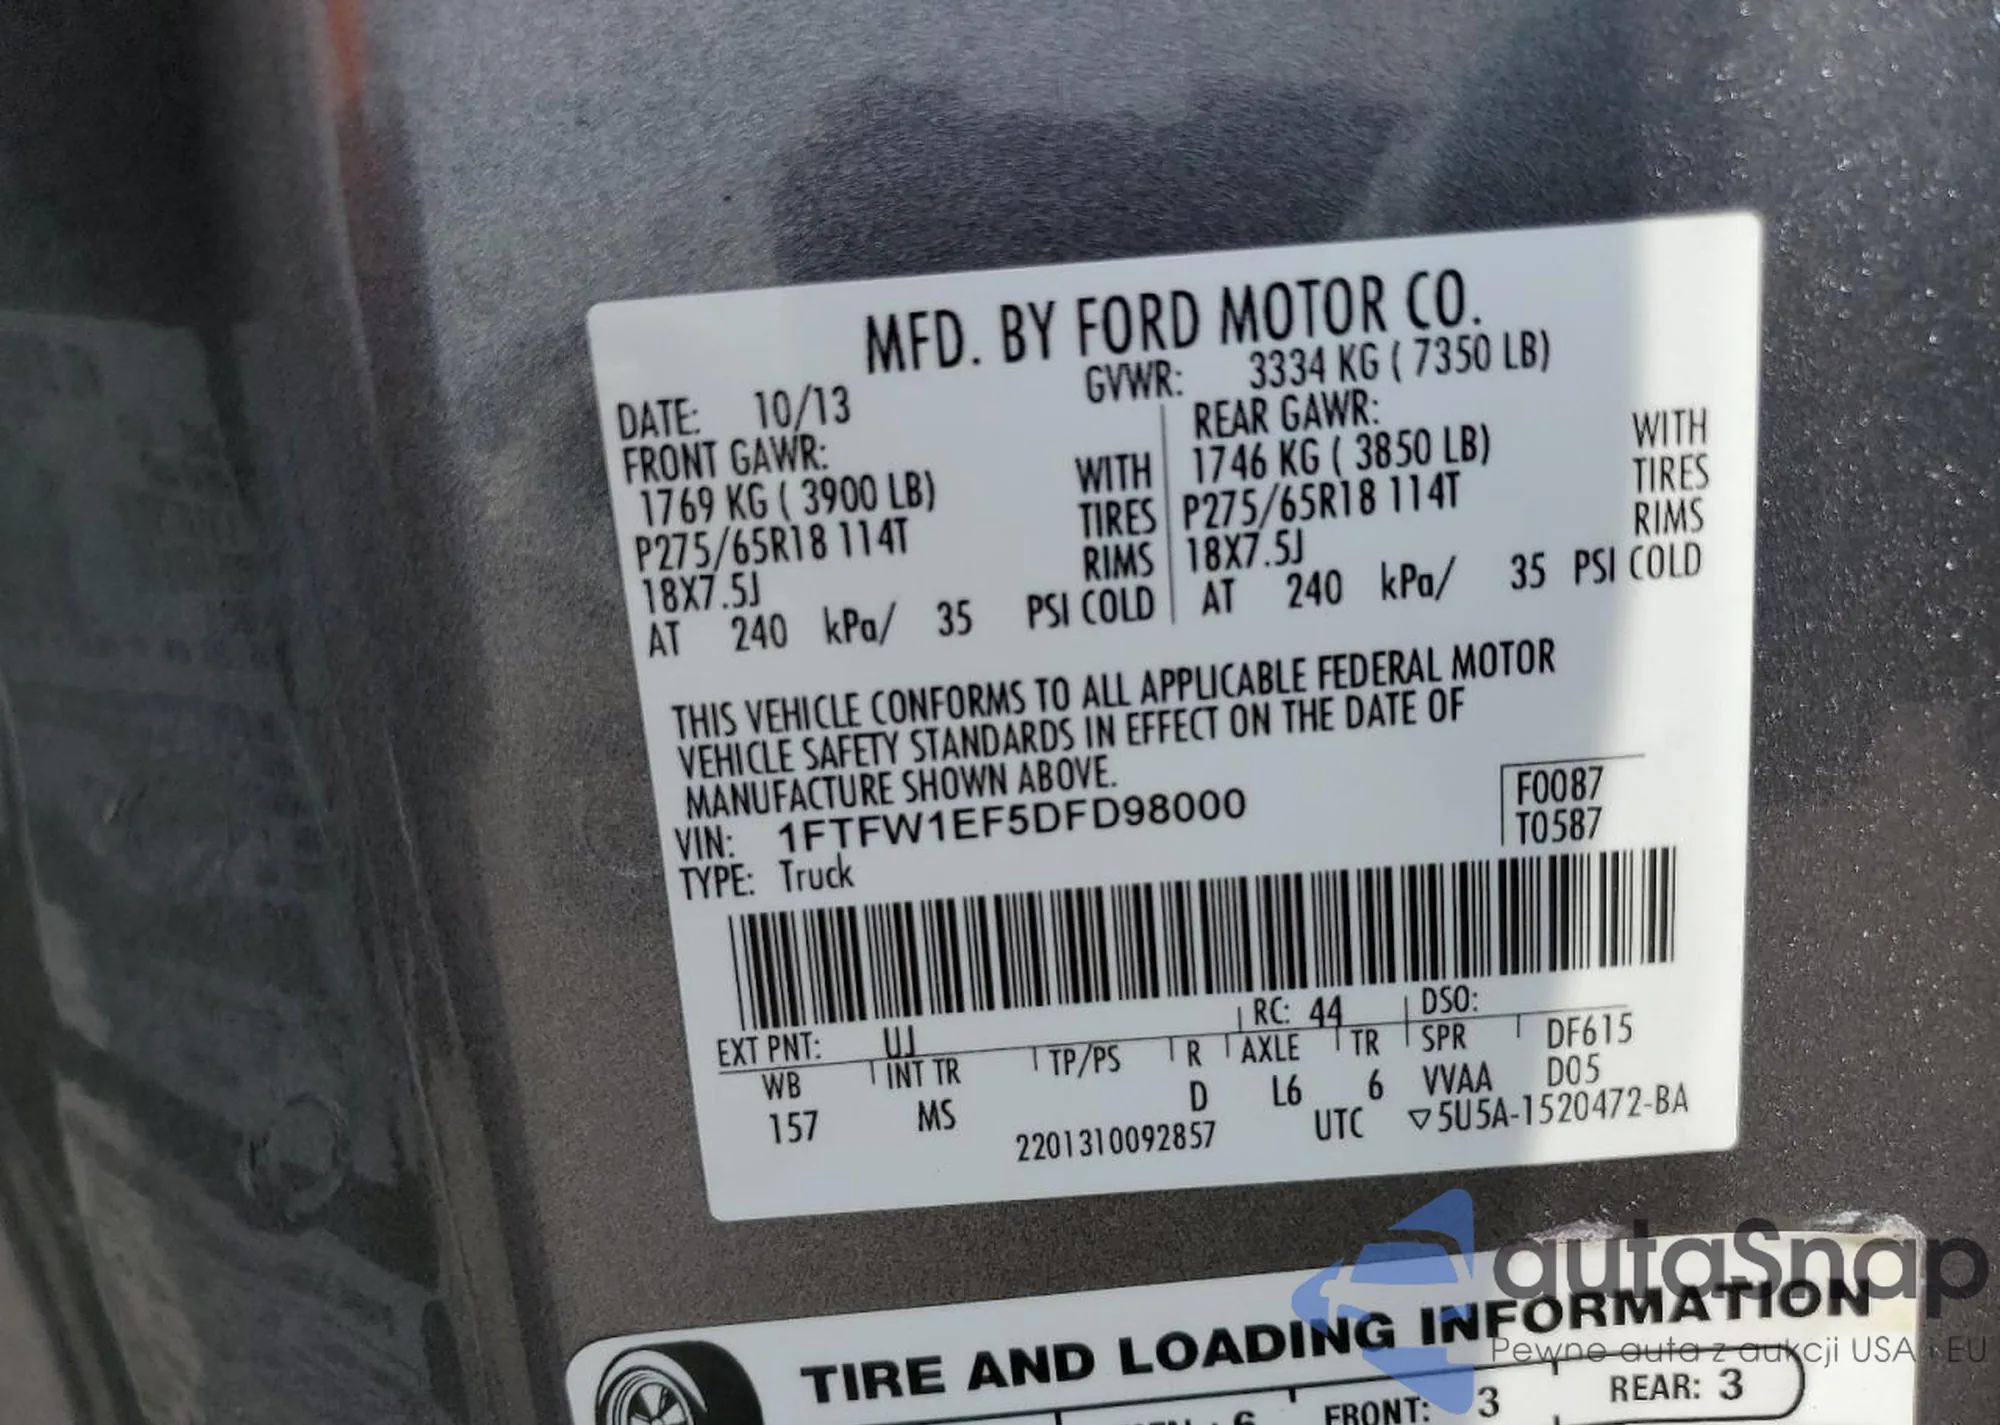 MFD. BY FORD MOTOR CO.
DATE: 10/13 GVWR: 3334 KG ( 7350 LB)
FRONT GAWR: REAR GAWR:
1769 KG ( 3900 LB) WITH 1746 KG ( 3850 LB) WITH
P275/65R18 114T TIRES P275/65R18 114T TIRES
18X7.5J RIMS 18X7.5J RIMS
AT 240 kPa/ 35 PSI COLD AT 240 kPa/ 35 PSI COLD
THIS VEHICLE CONFORMS TO ALL APPLICABLE FEDERAL MOTOR
VEHICLE SAFETY STANDARDS IN EFFECT ON THE DATE OF
MANUFACTURE SHOWN ABOVE.
VIN: 1FTFW1EF5DFD98000 F0087
TYPE: Truck T0587
EXT PNT: UJ RC: 44 DSO:
WB INT TR TP/PS R AXLE TR SPR DF615
157 MS D L6 6 VVAA D05
2201310092857 UTC ▽5U5A-1520472-BA
autaSnap
TIRE AND LOADING INFORMATION
Pewne auta z aukcji USA i EU
6 FRONT: 3 REAR: 3